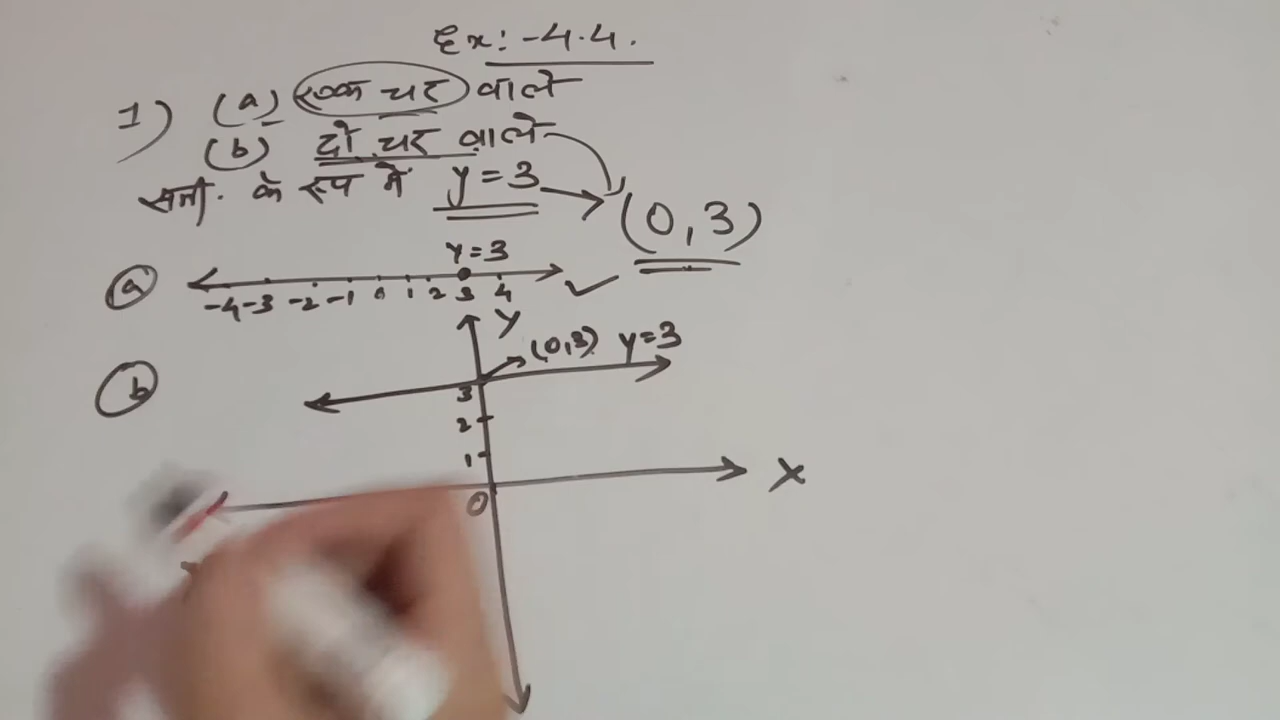 Ex:-4.4.
1) (a) एक चर वाले
(b) दो चर वाले
समी. के रूप में y=3 (0,3)
y=3
a
-4 -3 -2 -1 0 1 2 3 4
y
(0,3) y=3
b
3
2
1
X
0